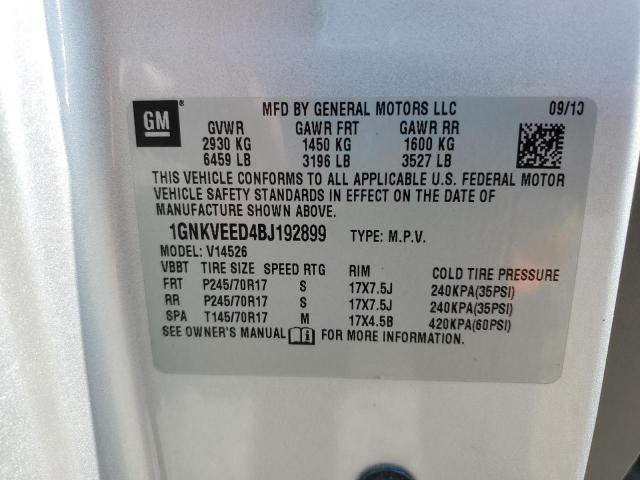 GM ® MFD BY GENERAL MOTORS LLC 09/10
GVWR GAWR FRT GAWR RR
2930 KG 1450 KG 1600 KG
6459 LB 3196 LB 3527 LB
THIS VEHICLE CONFORMS TO ALL APPLICABLE U.S. FEDERAL MOTOR
VEHICLE SAFETY STANDARDS IN EFFECT ON THE DATE OF
MANUFACTURE SHOWN ABOVE.
1GNKVEED4BJ192899 TYPE: M.P.V.
MODEL: V14526
VBBT TIRE SIZE SPEED RTG RIM COLD TIRE PRESSURE
FRT P245/70R17 S 17X7.5J 240KPA(35PSI)
RR P245/70R17 S 17X7.5J 240KPA(35PSI)
SPA T145/70R17 M 17X4.5B 420KPA(60PSI)
SEE OWNER'S MANUAL FOR MORE INFORMATION.